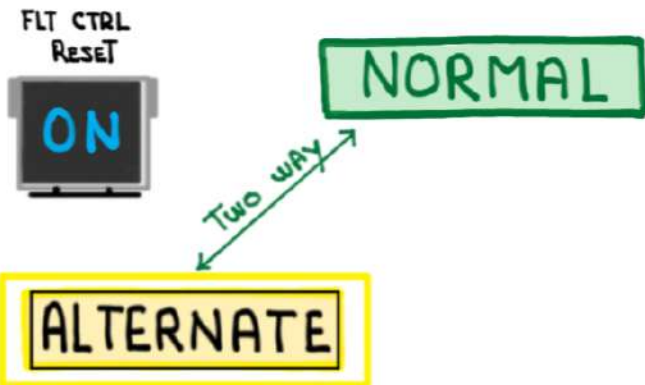 FLT CTRL
RESET
ON
NORMAL
TWO WAY
ALTERNATE